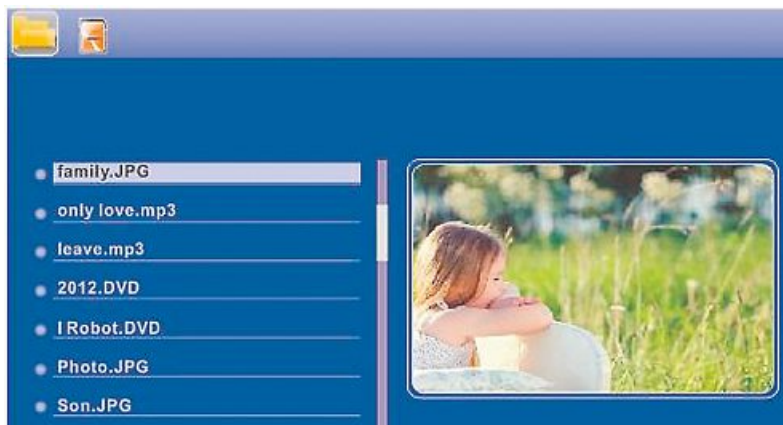 family.JPG
only love.mp3
leave.mp3
2012.DVD
I Robot.DVD
Photo.JPG
Son.JPG